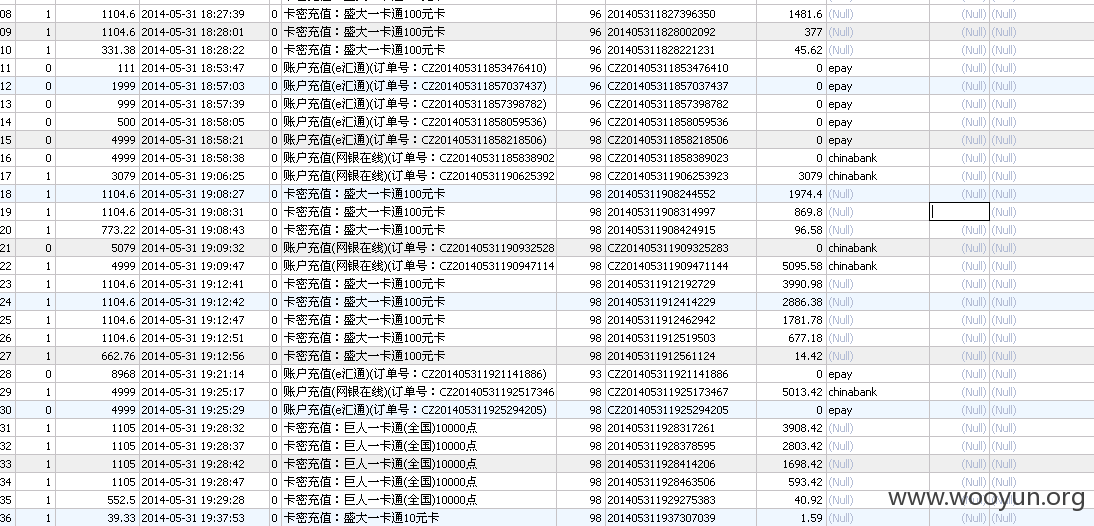 08 1 1104.6 2014-05-31 18:27:39 0 卡密充值：盛大一卡通100元卡 96 201405311827396350 1481.6 (Null) (Null) (Null)
09 1 1104.6 2014-05-31 18:28:01 0 卡密充值：盛大一卡通100元卡 96 201405311828002092 377 (Null) (Null) (Null)
10 1 331.38 2014-05-31 18:28:22 0 卡密充值：盛大一卡通100元卡 96 201405311828221231 45.62 (Null) (Null) (Null)
11 0 111 2014-05-31 18:53:47 0 账户充值(e汇通)(订单号：CZ201405311853476410) 96 CZ201405311853476410 0 epay (Null) (Null)
12 0 1999 2014-05-31 18:57:03 0 账户充值(e汇通)(订单号：CZ201405311857037437) 96 CZ201405311857037437 0 epay (Null) (Null)
13 0 999 2014-05-31 18:57:39 0 账户充值(e汇通)(订单号：CZ201405311857398782) 96 CZ201405311857398782 0 epay (Null) (Null)
14 0 500 2014-05-31 18:58:05 0 账户充值(e汇通)(订单号：CZ201405311858059536) 96 CZ201405311858059536 0 epay (Null) (Null)
15 0 4999 2014-05-31 18:58:21 0 账户充值(e汇通)(订单号：CZ201405311858218506) 98 CZ201405311858218506 0 epay (Null) (Null)
16 0 4999 2014-05-31 18:58:38 0 账户充值(网银在线)(订单号：CZ20140531185838902 98 CZ201405311858389023 0 chinabank (Null) (Null)
17 1 3079 2014-05-31 19:06:25 0 账户充值(网银在线)(订单号：CZ20140531190625392 98 CZ201405311906253923 3079 chinabank (Null) (Null)
18 1 1104.6 2014-05-31 19:08:27 0 卡密充值：盛大一卡通100元卡 98 201405311908244552 1974.4 (Null) (Null) (Null)
19 1 1104.6 2014-05-31 19:08:31 0 卡密充值：盛大一卡通100元卡 98 201405311908314997 869.8 (Null) (Null)
20 1 773.22 2014-05-31 19:08:43 0 卡密充值：盛大一卡通100元卡 98 201405311908424915 96.58 (Null) (Null) (Null)
21 0 5079 2014-05-31 19:09:32 0 账户充值(网银在线)(订单号：CZ20140531190932528 98 CZ201405311909325283 0 chinabank (Null) (Null)
22 1 4999 2014-05-31 19:09:47 0 账户充值(网银在线)(订单号：CZ20140531190947114 98 CZ201405311909471144 5095.58 chinabank (Null) (Null)
23 1 1104.6 2014-05-31 19:12:41 0 卡密充值：盛大一卡通100元卡 98 201405311912192729 3990.98 (Null) (Null) (Null)
24 1 1104.6 2014-05-31 19:12:42 0 卡密充值：盛大一卡通100元卡 98 201405311912414229 2886.38 (Null) (Null) (Null)
25 1 1104.6 2014-05-31 19:12:47 0 卡密充值：盛大一卡通100元卡 98 201405311912462942 1781.78 (Null) (Null) (Null)
26 1 1104.6 2014-05-31 19:12:51 0 卡密充值：盛大一卡通100元卡 98 201405311912519503 677.18 (Null) (Null) (Null)
27 1 662.76 2014-05-31 19:12:56 0 卡密充值：盛大一卡通100元卡 98 201405311912561124 14.42 (Null) (Null) (Null)
28 0 8968 2014-05-31 19:21:14 0 账户充值(e汇通)(订单号：CZ201405311921141886) 93 CZ201405311921141886 0 epay (Null) (Null)
29 1 4999 2014-05-31 19:25:17 0 账户充值(网银在线)(订单号：CZ20140531192517346 98 CZ201405311925173467 5013.42 chinabank (Null) (Null)
30 0 4999 2014-05-31 19:25:29 0 账户充值(e汇通)(订单号：CZ201405311925294205) 98 CZ201405311925294205 0 epay (Null) (Null)
31 1 1105 2014-05-31 19:28:32 0 卡密充值：巨人一卡通(全国)10000点 98 201405311928317261 3908.42 (Null) (Null) (Null)
32 1 1105 2014-05-31 19:28:37 0 卡密充值：巨人一卡通(全国)10000点 98 201405311928378595 2803.42 (Null) (Null) (Null)
33 1 1105 2014-05-31 19:28:42 0 卡密充值：巨人一卡通(全国)10000点 98 201405311928414206 1698.42 (Null) (Null) (Null)
34 1 1105 2014-05-31 19:28:47 0 卡密充值：巨人一卡通(全国)10000点 98 201405311928463506 593.42 (Null) (Null) (Null)
35 1 552.5 2014-05-31 19:29:28 0 卡密充值：巨人一卡通(全国)10000点 98 201405311929275383 40.92 (Null) (Null) (Null)
36 1 39.33 2014-05-31 19:37:53 0 卡密充值：盛大一卡通10元卡 98 201405311937307039 1.59 (Null) (Null) (Null)
www.wooyun.org